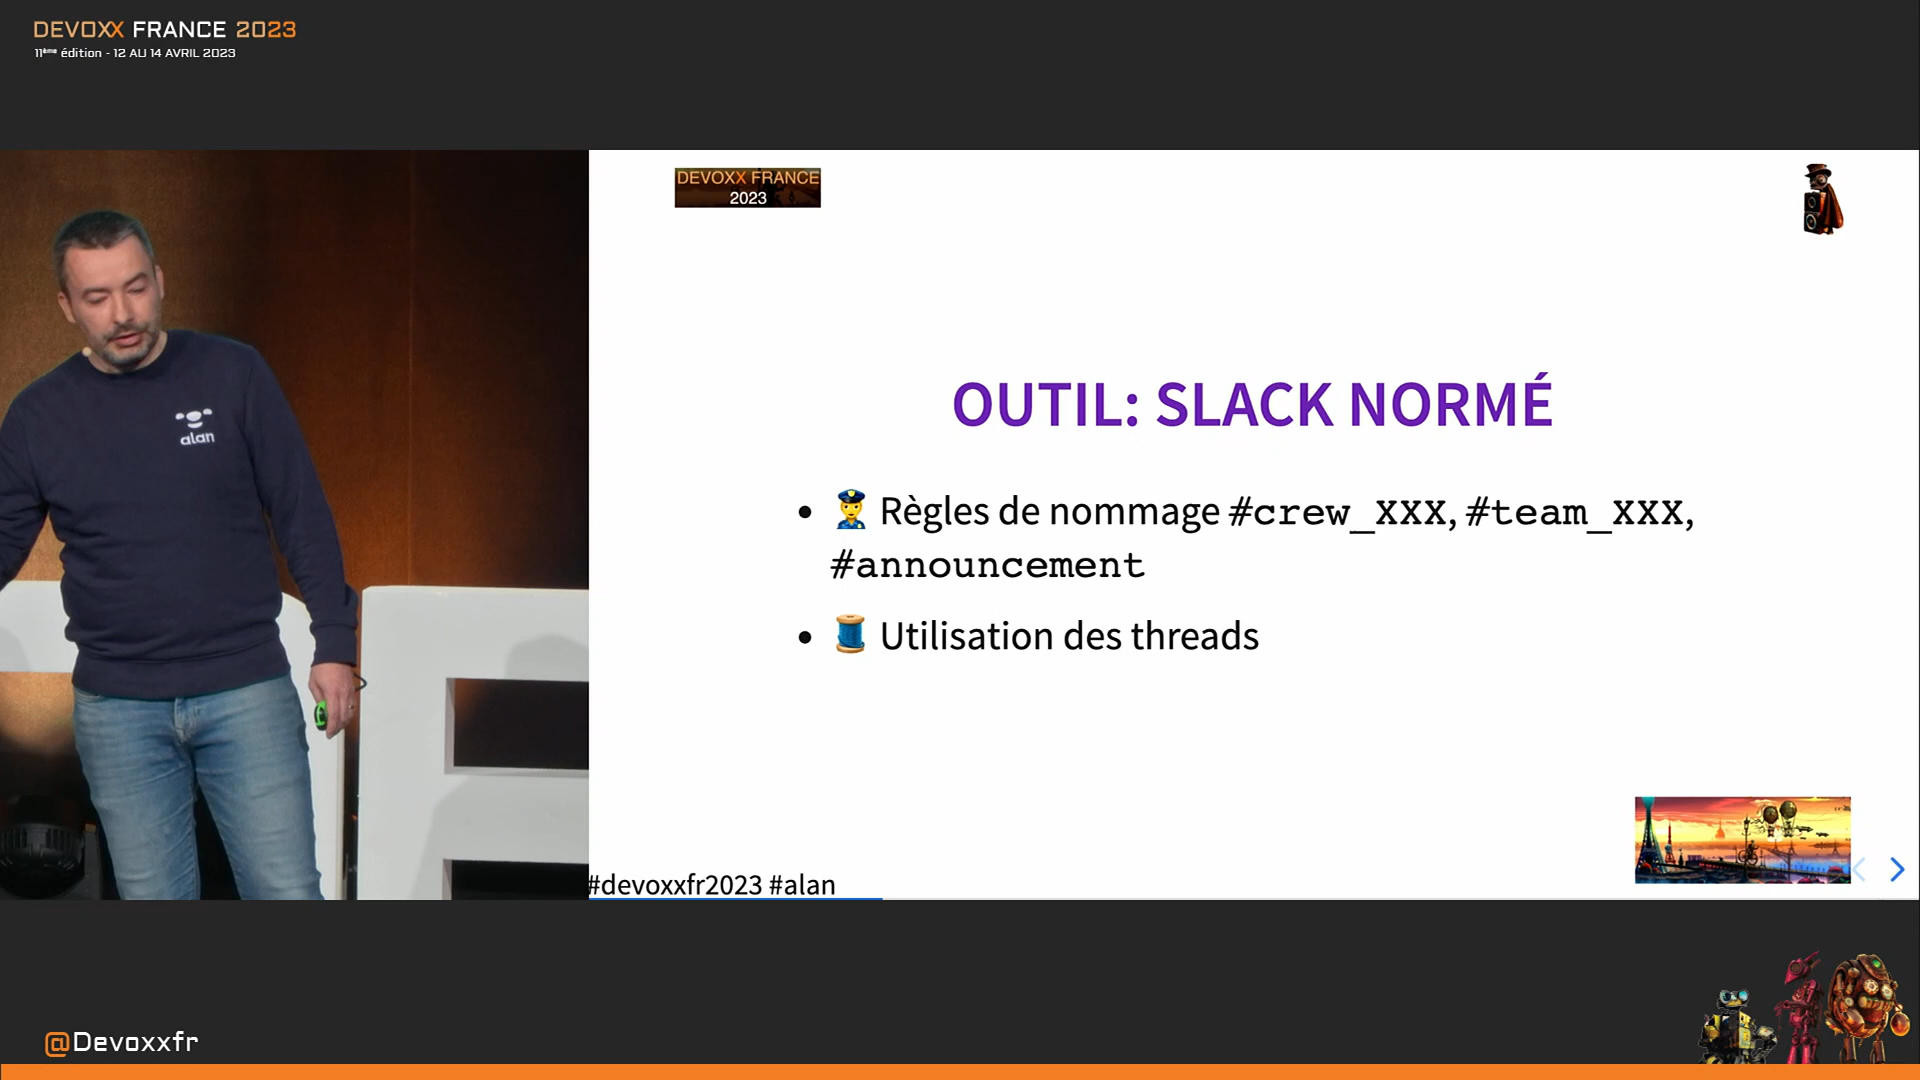 DEVOXX FRANCE 2023
11ème édition - 12 AU 14 AVRIL 2023
alan
DEVOXX FRANCE
2023
OUTIL: SLACK NORMÉ
• 👮 Règles de nommage #crew_XXX, #team_XXX,
#announcement
• 🧵 Utilisation des threads
#devoxxfr2023 #alan
@Devoxxfr